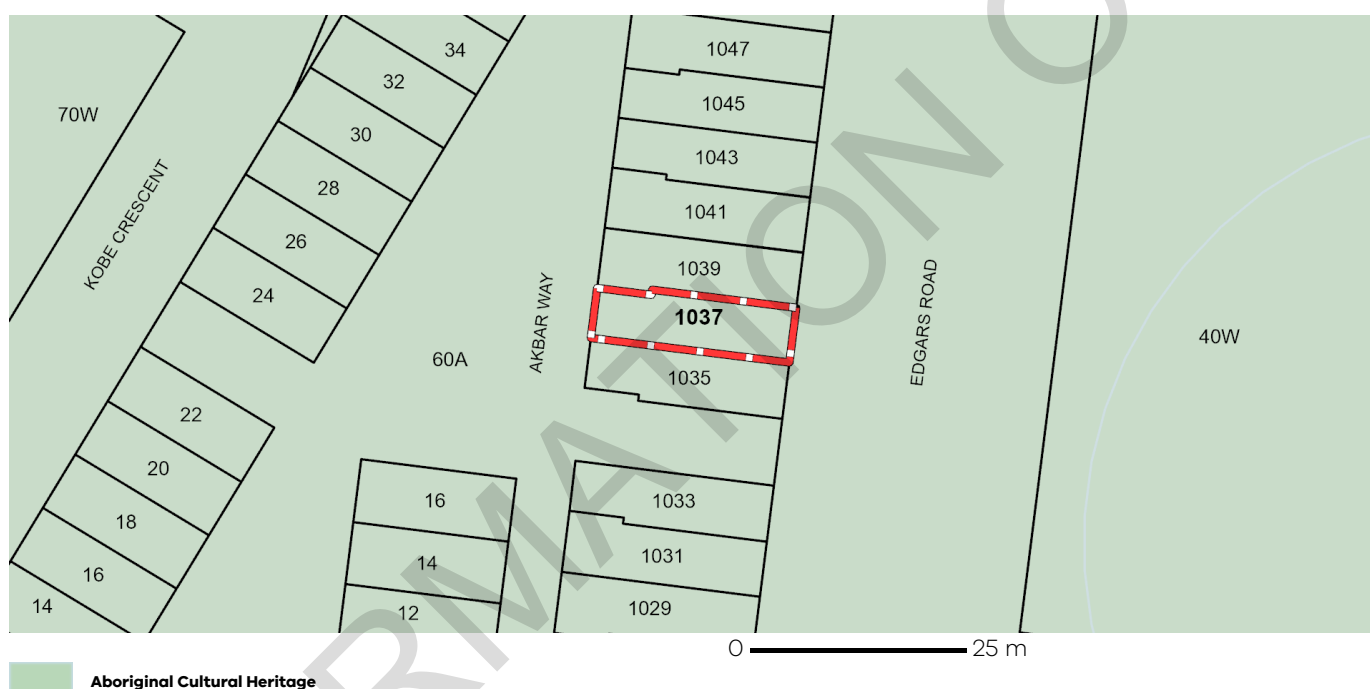 34
1047
32
1045
70W
30
1043
28
KOBE CRESCENT
1041
26
1039
24
AKBAR WAY
1037
EDGARS ROAD
40W
60A
1035
22
20
16
1033
18
14
1031
16
14
12
1029
0 25 m
Aboriginal Cultural Heritage
RMATION O